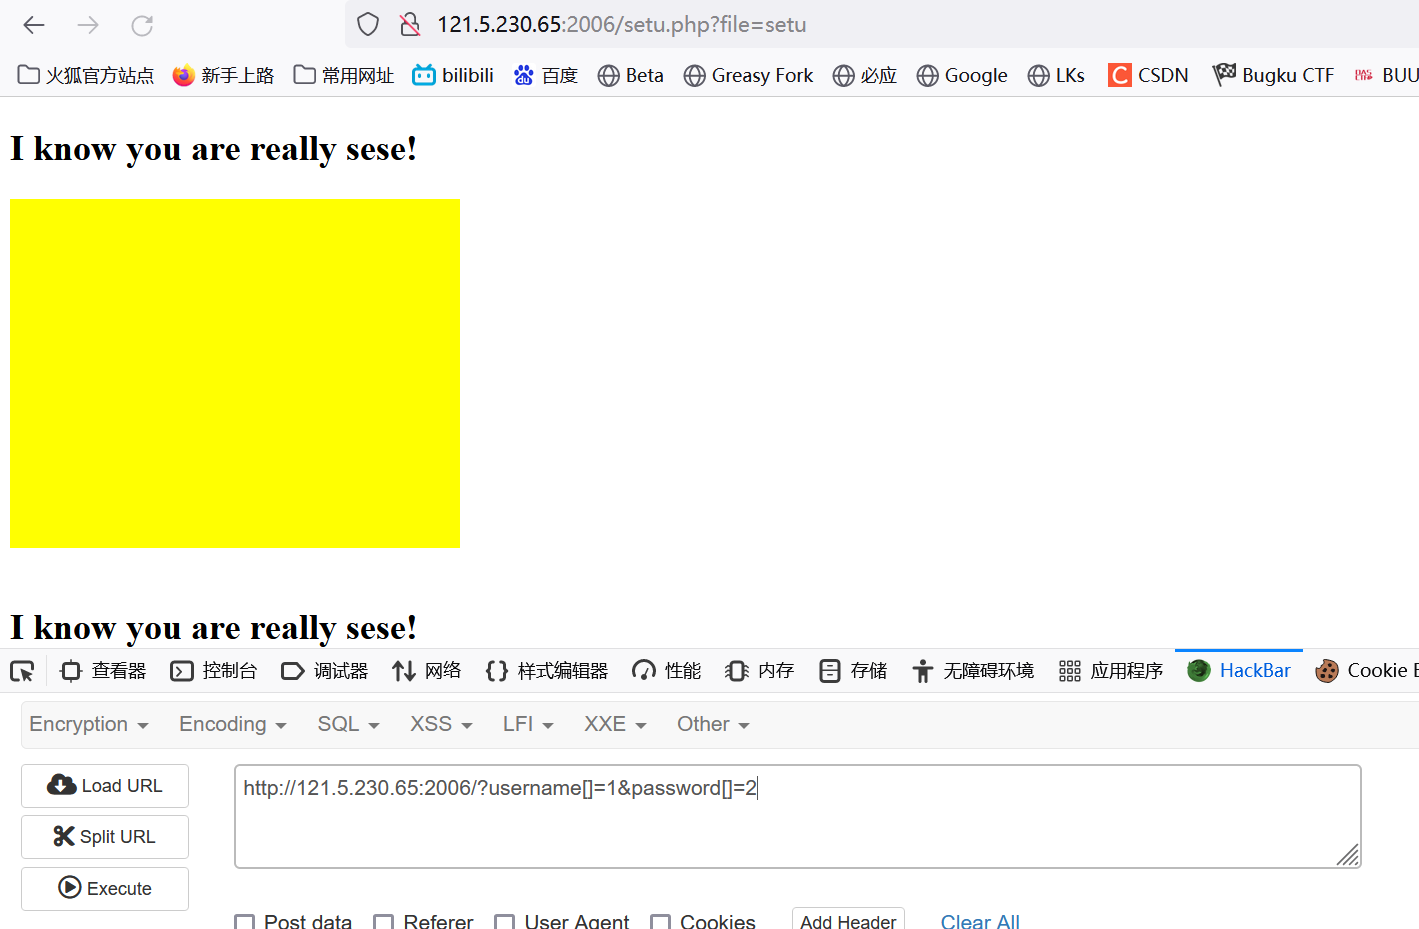 121.5.230.65:2006/setu.php?file=setu
火狐官方站点 新手上路 常用网址 bilibili 百度 Beta Greasy Fork 必应 Google LKs CSDN Bugku CTF BUU
I know you are really sese!
I know you are really sese!
查看器 控制台 调试器 网络 样式编辑器 性能 内存 存储 无障碍环境 应用程序 HackBar Cookie E
Encryption Encoding SQL XSS LFI XXE Other
Load URL
http://121.5.230.65:2006/?username[]=1&password[]=2
Split URL
Execute
Post data Referer User Agent Cookies Add Header Clear All